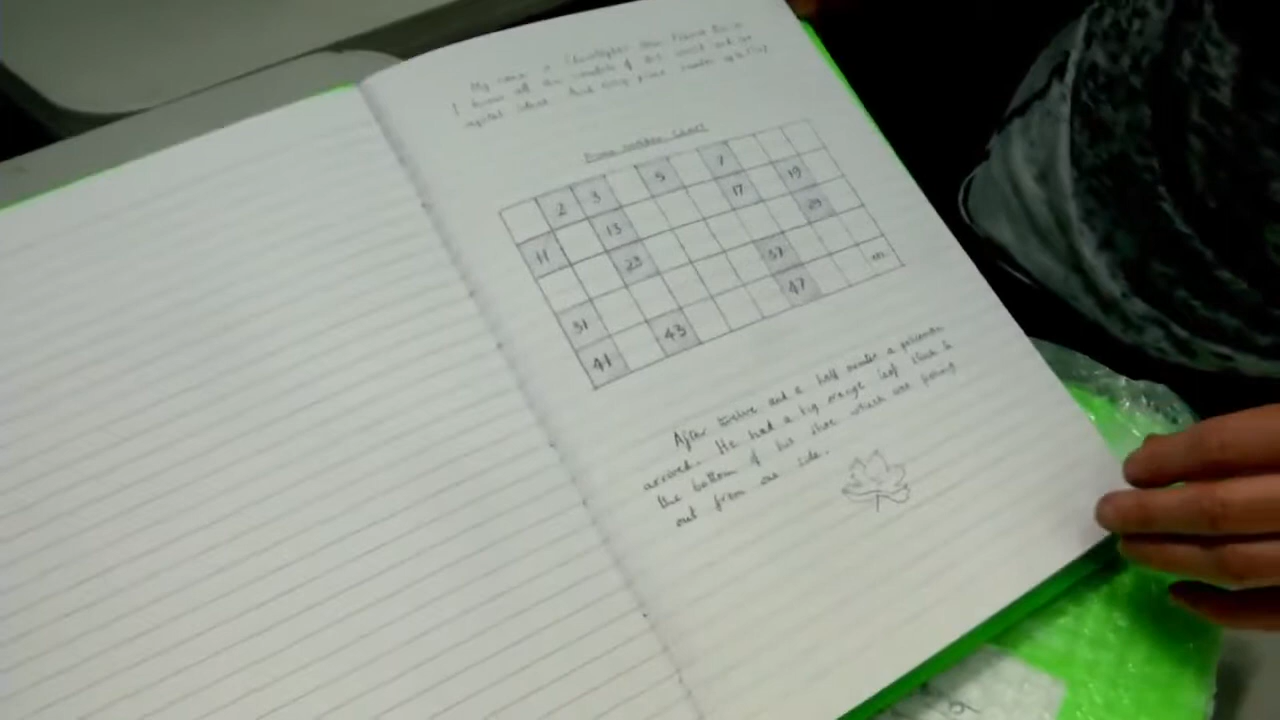 My name is Christopher John Francis Boone
I know all the countries of the world and the
capital cities. And every prime number up to 7507
Prime number chart
2 3 5 7
11 13 17 19
23 29
31 37
41 43 47
After twelve and a half minutes a policeman
arrived. He had a big orange leaf stuck to
the bottom of his shoe which was poking
out from one side.